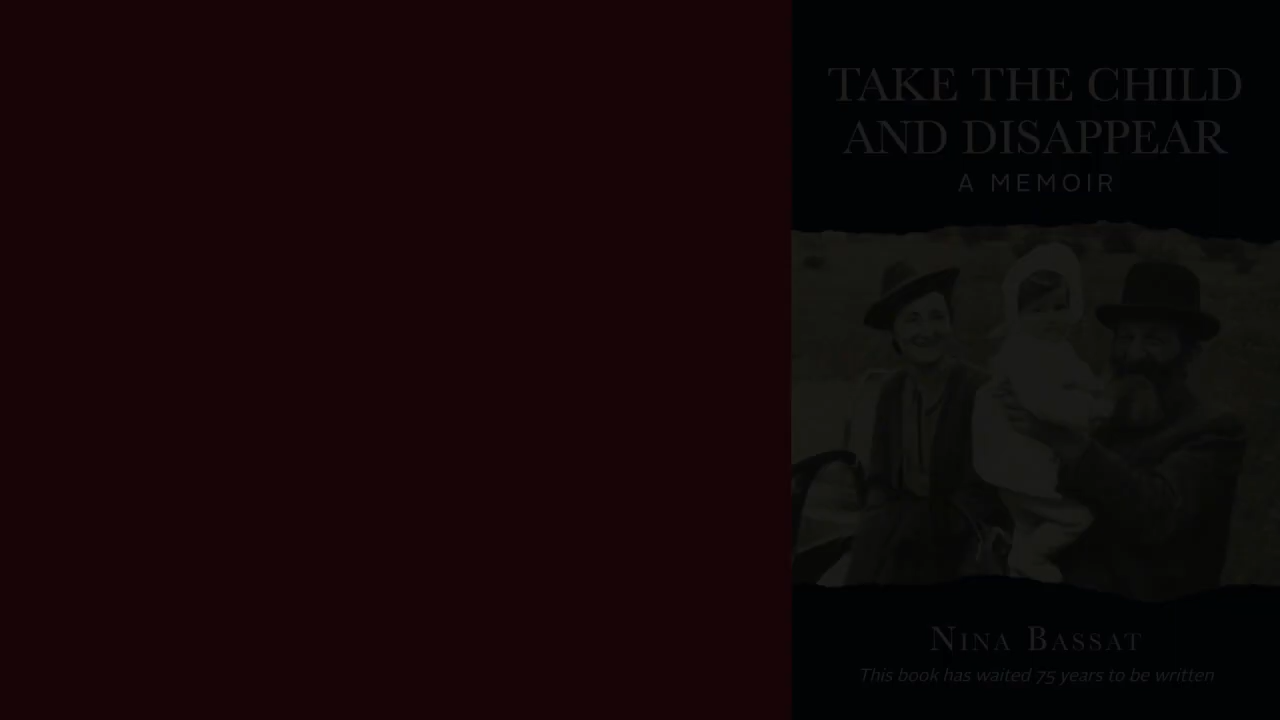 TAKE THE CHILD
AND DISAPPEAR
A MEMOIR
NINA BASSAT
This book has waited 75 years to be written